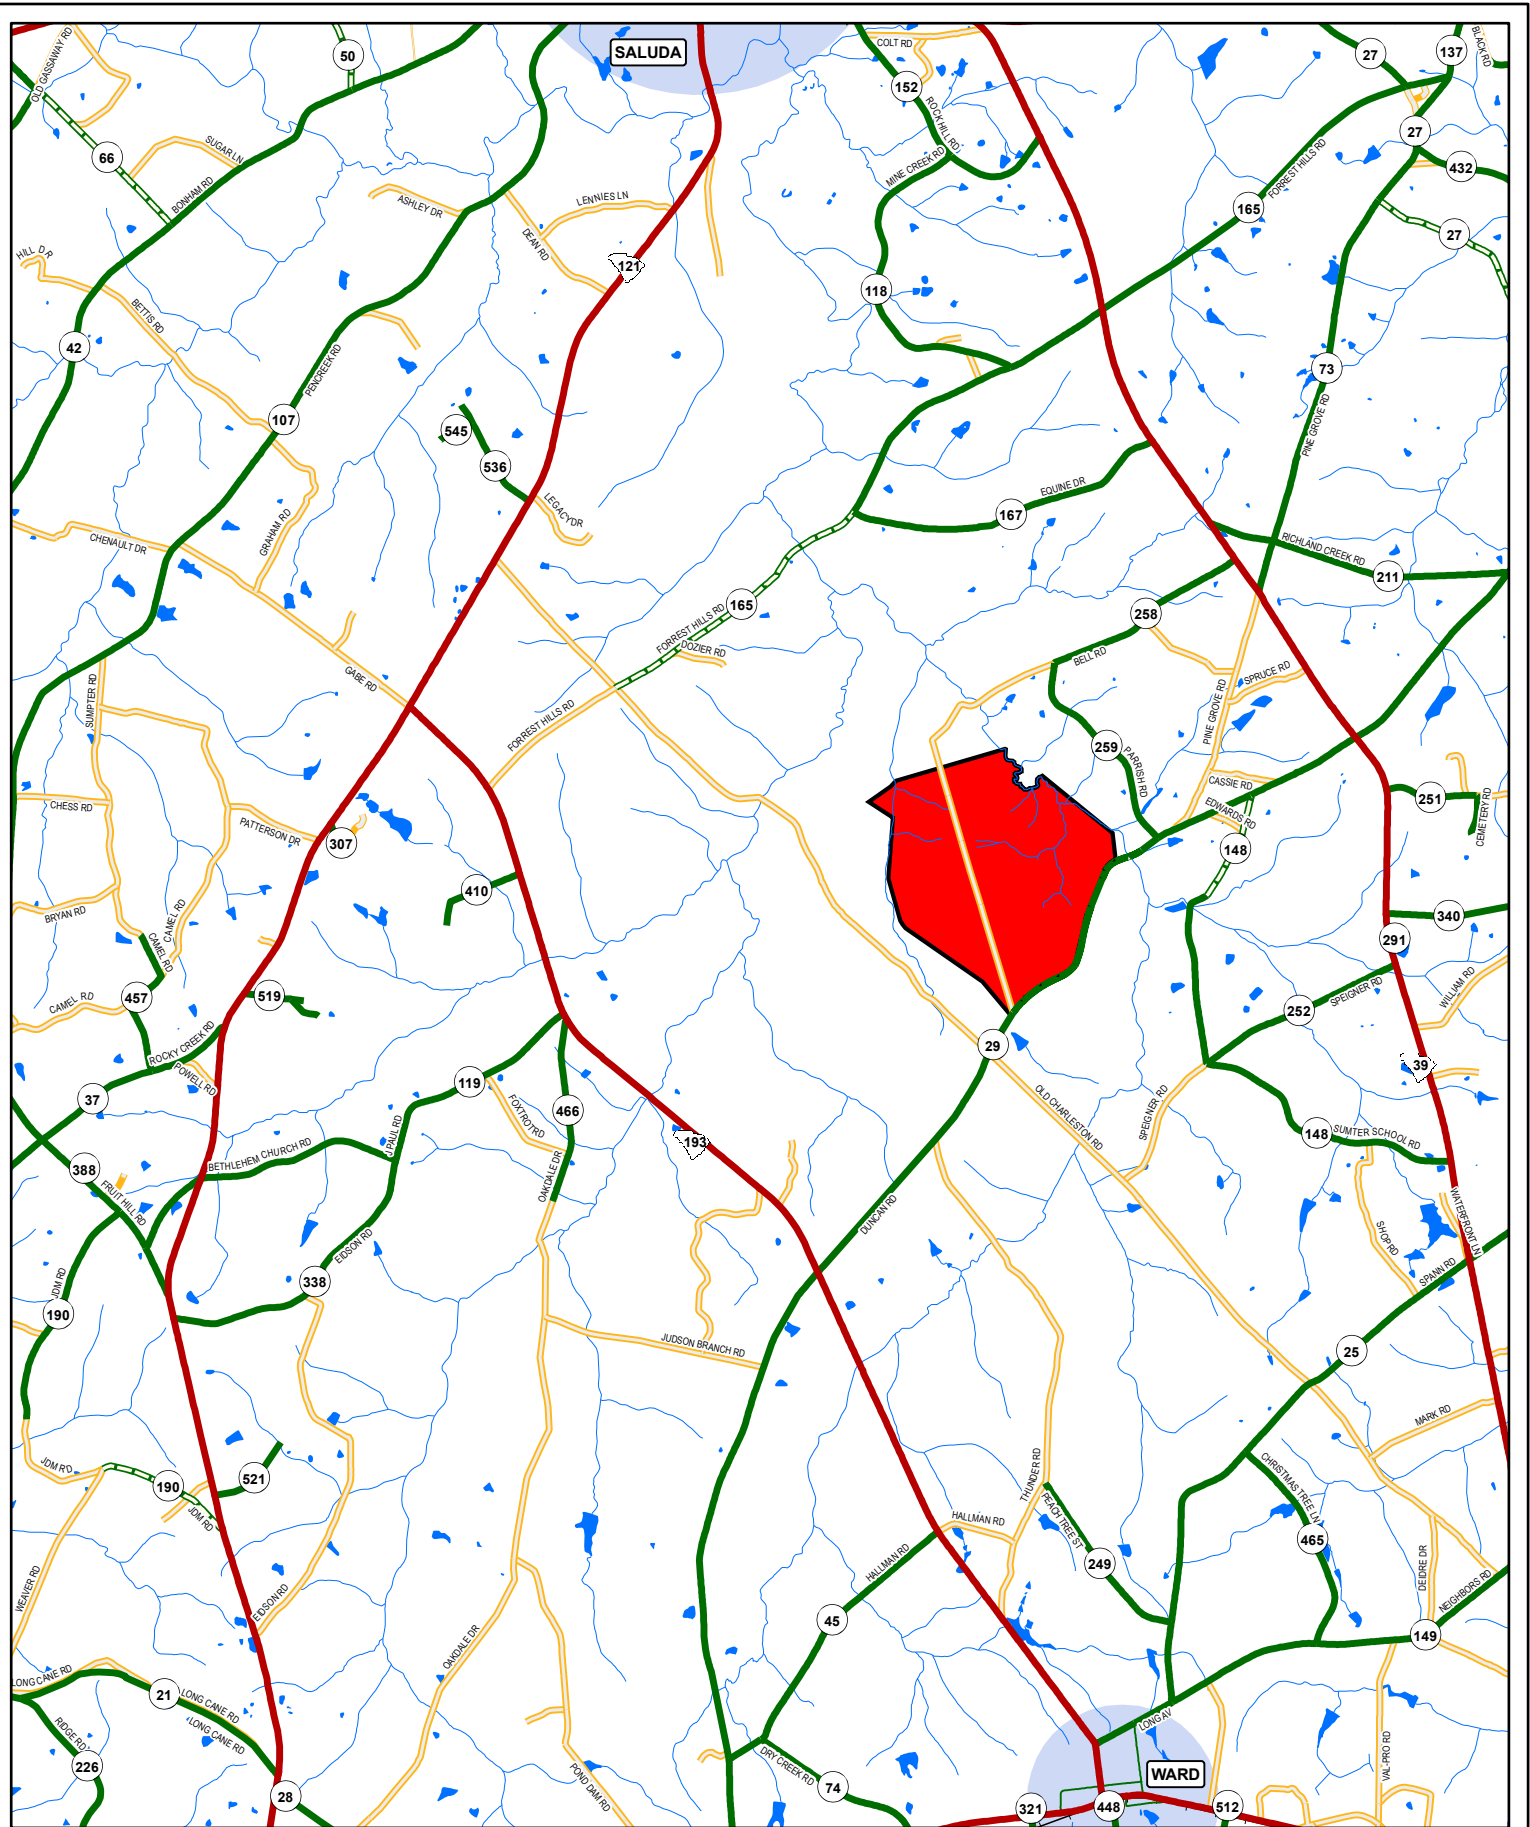 SALUDA
COLT RD
BLACK RD
OLD GASSAWAY RD
50
27
137
152
ROCK HILL RD
27
66
SUGAR LN
MINE CREEK RD
FORREST HILLS RD
432
BONHAM RD
ASHLEY DR
LENNIES LN
165
DEAN RD
27
HILL DR
121
118
BETTIS RD
42
PENCREEK RD
73
107
PINE GROVE RD
545
536
EQUINE DR
LEGACY DR
167
GRAHAM RD
CHENAULT DR
RICHLAND CREEK RD
211
165
258
FORREST HILLS RD
DOZIER RD
BELL RD
GABE RD
SPRUCE RD
SUMPTER RD
PINE GROVE RD
FORREST HILLS RD
259
PARRISH RD
CASSIE RD
251
CHESS RD
EDWARDS RD
CEMETERY RD
PATTERSON DR
307
148
410
BRYAN RD
340
CAMEL RD
CAMEL RD
291
WILLIAM RD
CAMEL RD
457
519
SPEIGNER RD
252
ROCKY CREEK RD
29
39
POWELL RD
119
37
OLD CHARLESTON RD
FOXTROT RD
466
SPEIGNER RD
J PAUL RD
193
148
SUMTER SCHOOL RD
BETHLEHEM CHURCH RD
388
FRUIT HILL RD
OAKDALE DR
DUNCAN RD
WATERFRONT LN
SHOP RD
EIDSON RD
SPANN RD
JDM RD
338
190
JUDSON BRANCH RD
25
MARK RD
JDM RD
190
521
THUNDER RD
CHRISTMAS TREE LN
JDM RD
PEACH TREE ST
HALLMAN RD
465
WEAVER RD
HALLMAN RD
249
DEIDRE DR
EIDSON RD
NEIGHBORS RD
45
149
OAKDALE DR
LONG CANE RD
21
LONG CANE RD
LONG CANE RD
LONG AV
RIDGE RD
VAL-PRO RD
226
DRY CREEK RD
WARD
POND DAM RD
74
28
321
448
512